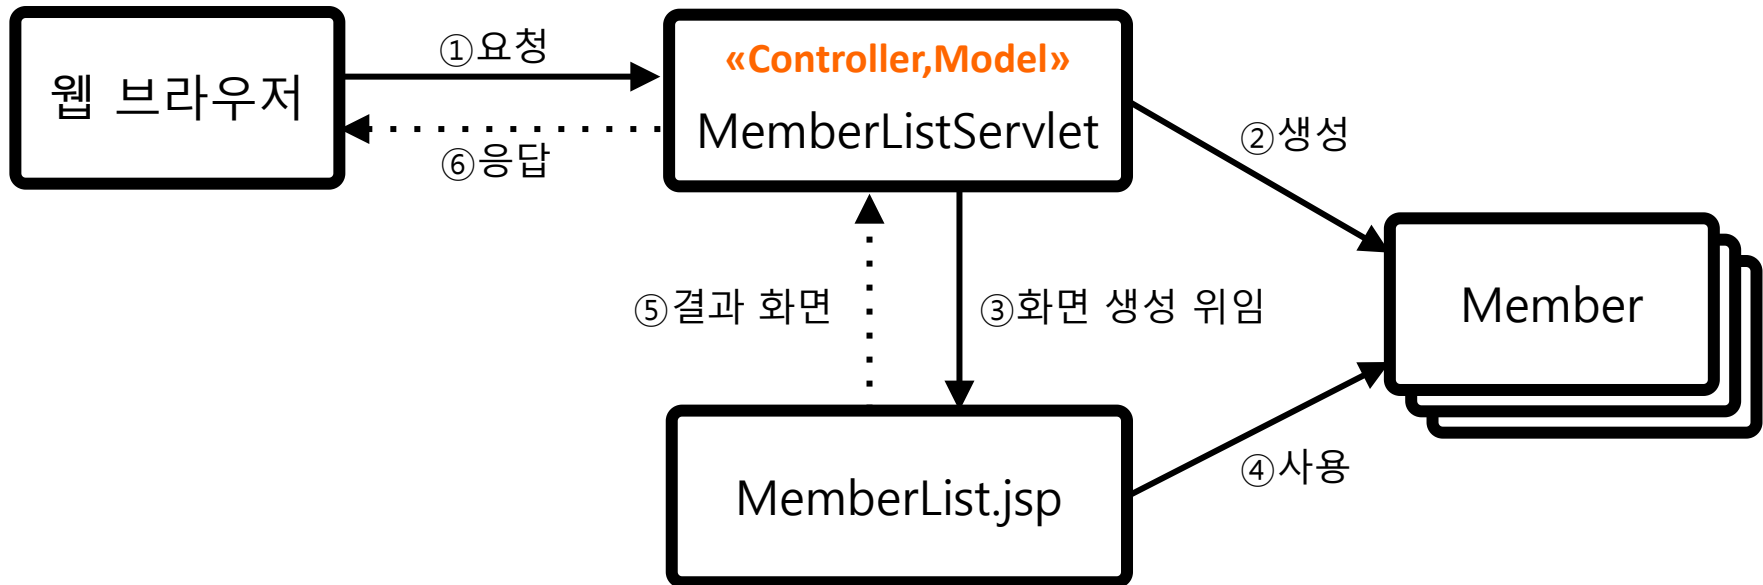 웹 브라우저
①요청
⑥응답
«Controller,Model»
MemberListServlet
②생성
⑤결과 화면
③화면 생성 위임
Member
MemberList.jsp
④사용